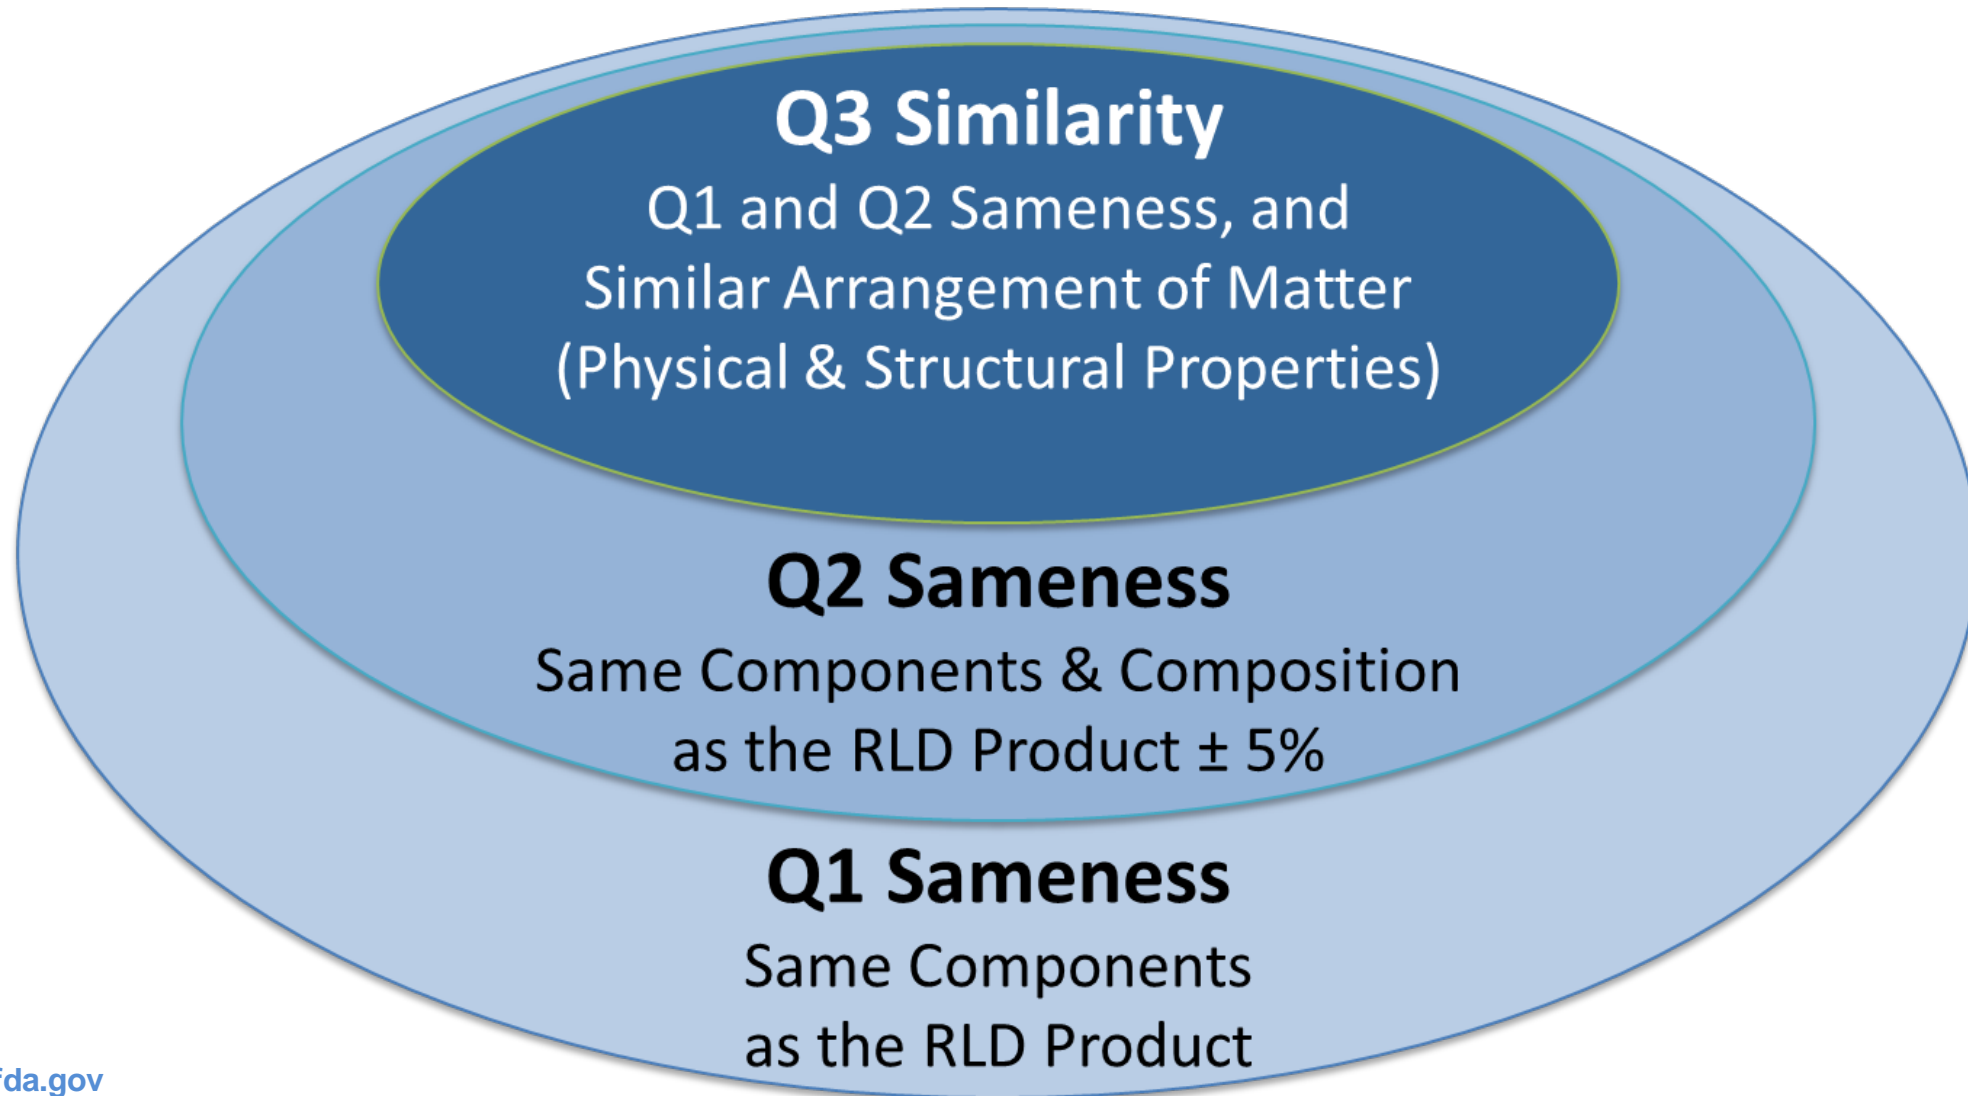 Q3 Similarity
Q1 and Q2 Sameness, and
Similar Arrangement of Matter
(Physical & Structural Properties)
Q2 Sameness
Same Components & Composition
as the RLD Product ± 5%
Q1 Sameness
Same Components
as the RLD Product
fda.gov